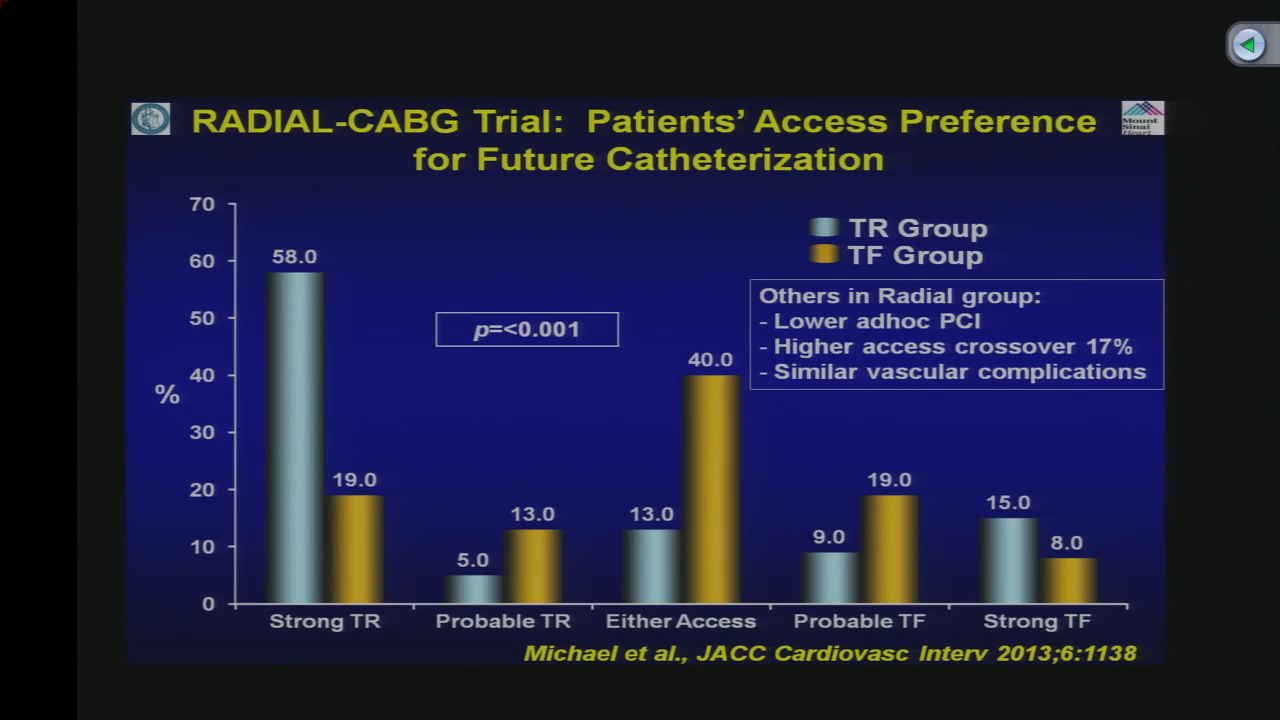 RADIAL-CABG Trial: Patients' Access Preference
for Future Catheterization
Mount
Sinai
Heart
TR Group
TF Group
Others in Radial group:
- Lower adhoc PCI
- Higher access crossover 17%
- Similar vascular complications
p=<0.001
%
70
60
50
40
30
20
10
0
58.0
19.0
5.0
13.0
13.0
40.0
9.0
19.0
15.0
8.0
Strong TR
Probable TR
Either Access
Probable TF
Strong TF
Michael et al., JACC Cardiovasc Interv 2013;6:1138